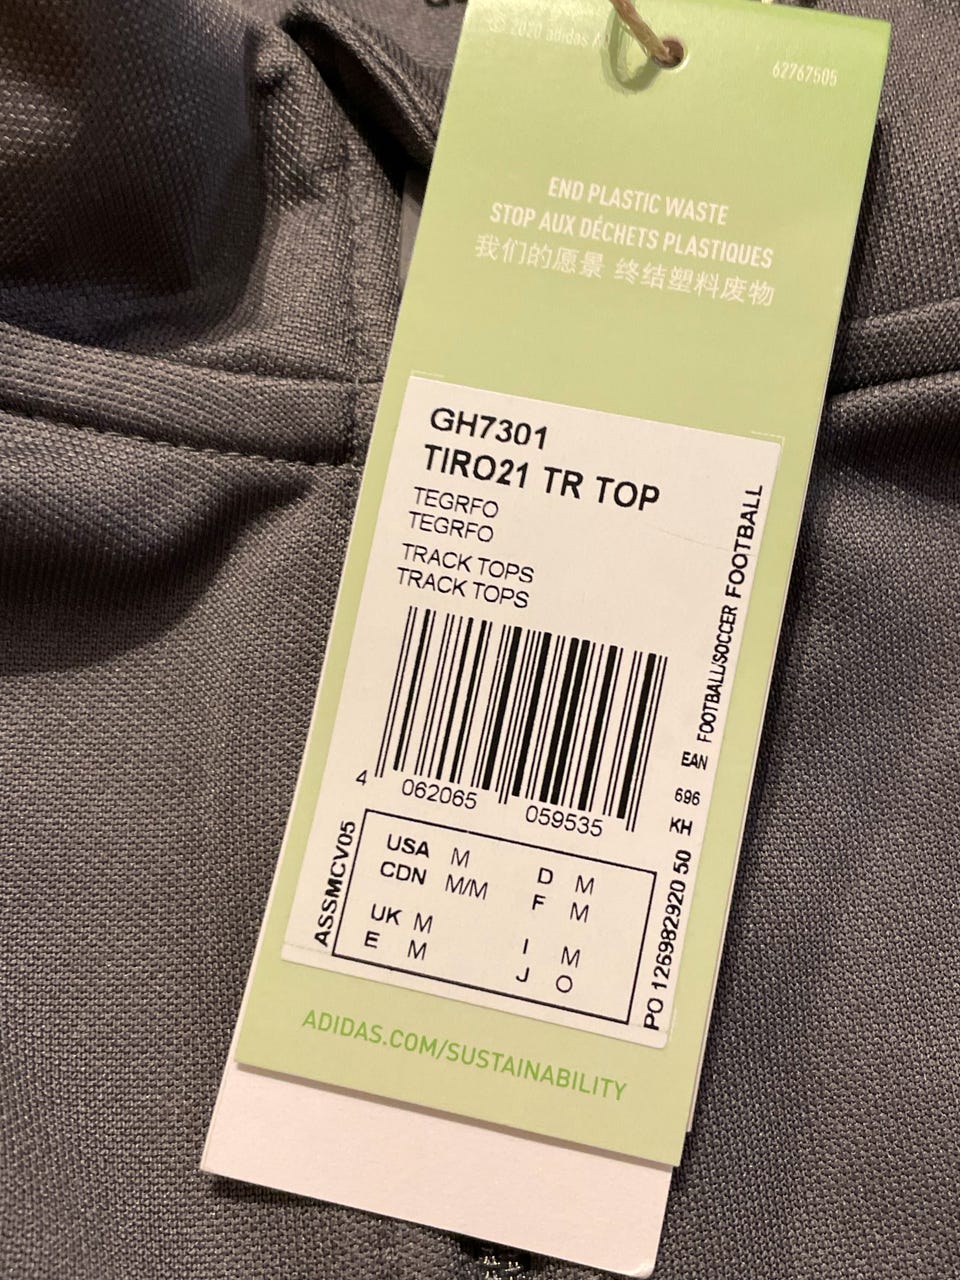 © 2020 adidas A
62767505
END PLASTIC WASTE
STOP AUX DÉCHETS PLASTIQUES
我们的愿景 终结塑料废物
GH7301
TIRO21 TR TOP
TEGRFO
TEGRFO
TRACK TOPS
TRACK TOPS
FOOTBALL/SOCCER FOOTBALL
4 062065 059535
EAN
696
KH
PO 126982920 50
ASSMCV05
USA M D M
CDN M/M F M
UK M I M
E M J O
ADIDAS.COM/SUSTAINABILITY